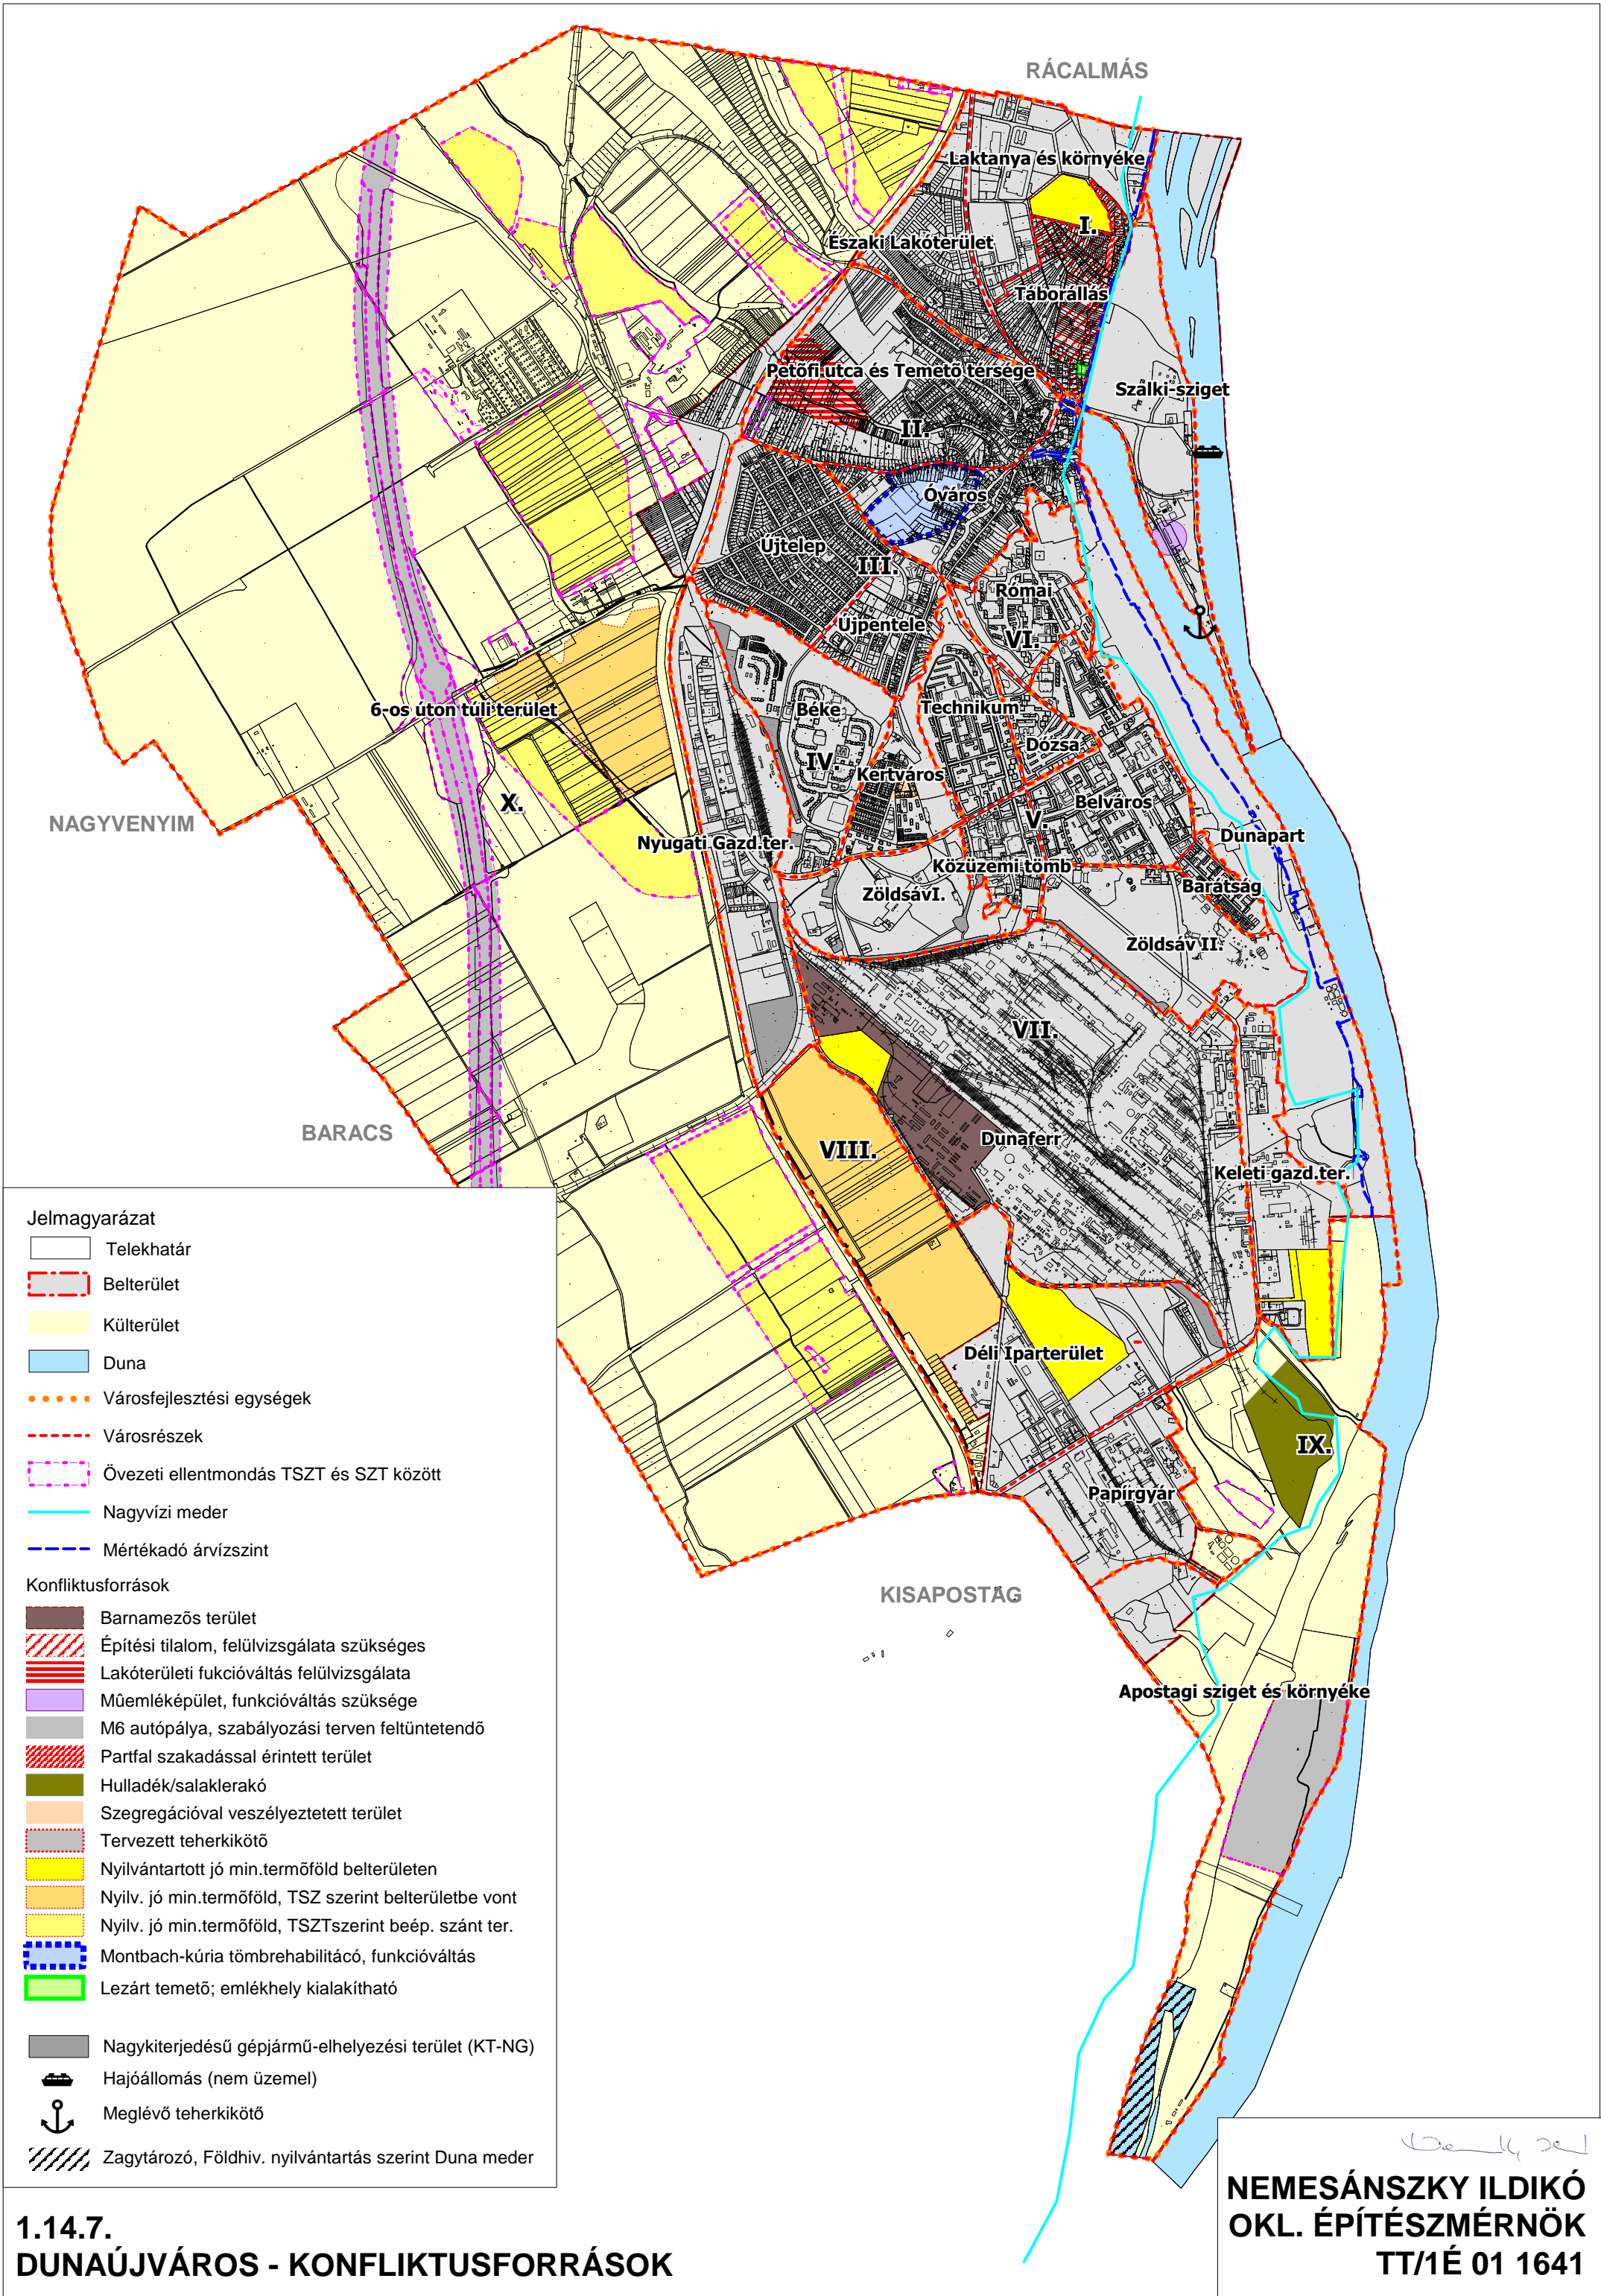 RÁCALMÁS
Laktanya és környéke
I.
Északi Lakóterület
Táborállás
Petõfi utca és Temetõ térsége
Szalki-sziget
II.
Óváros
Újtelep
III.
Római
Újpentele
VI.
6-os úton túli terület
Béke
Technikum
Dózsa
IV.
Kertváros
X.
Belváros
V.
NAGYVENYIM
Nyugati Gazd.ter.
Dunapart
Közüzemi tömb
Zöldsáv I.
Barátság
Zöldsáv II.
VII.
BARACS
VIII.
Dunaferr
Keleti gazd.ter.
Déli Iparterület
IX.
Papírgyár
KISAPOSTAG
Apostagi sziget és környéke
Jelmagyarázat
Telekhatár
Belterület
Külterület
Duna
Városfejlesztési egységek
Városrészek
Övezeti ellentmondás TSZT és SZT között
Nagyvízi meder
Mértékadó árvízszint
Konfliktusforrások
Barnamezõs terület
Építési tilalom, felülvizsgálata szükséges
Lakóterületi fukcióváltás felülvizsgálata
Mûemléképület, funkcióváltás szüksége
M6 autópálya, szabályozási terven feltüntetendõ
Partfal szakadással érintett terület
Hulladék/salaklerakó
Szegregációval veszélyeztetett terület
Tervezett teherkikötõ
Nyilvántartott jó min.termõföld belterületen
Nyilv. jó min.termõföld, TSZ szerint belterületbe vont
Nyilv. jó min.termõföld, TSZTszerint beép. szánt ter.
Montbach-kúria tömbrehabilitácó, funkcióváltás
Lezárt temetõ; emlékhely kialakítható
Nagykiterjedésű gépjármű-elhelyezési terület (KT-NG)
Hajóállomás (nem üzemel)
Meglévő teherkikötő
Zagytározó, Földhiv. nyilvántartás szerint Duna meder
NEMESÁNSZKY ILDIKÓ
OKL. ÉPÍTÉSZMÉRNÖK
TT/1É 01 1641
1.14.7.
DUNAÚJVÁROS - KONFLIKTUSFORRÁSOK